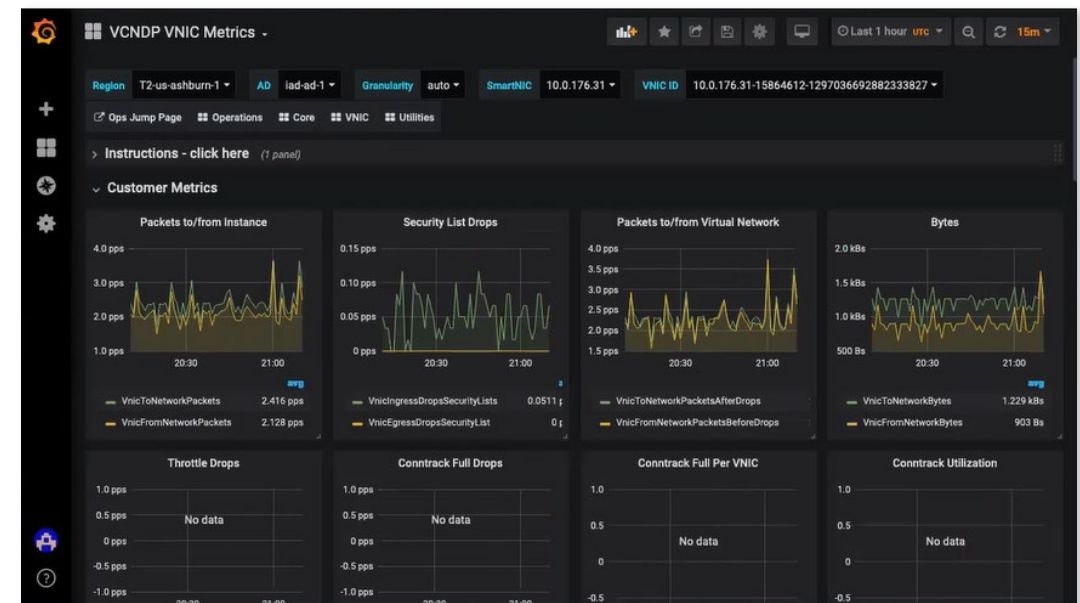 VCNDP VNIC Metrics
Last 1 hour UTC
15m
Region T2-us-ashburn-1 AD iad-ad-1 Granularity auto SmartNIC 10.0.176.31 VNIC ID 10.0.176.31-15864612-1297036692882333827
Ops Jump Page Operations Core VNIC Utilities
Instructions - click here (1 panel)
Customer Metrics
Packets to/from Instance
4.0 pps
3.0 pps
2.0 pps
1.0 pps
20:30 21:00
avg
VnicToNetworkPackets 2.416 pps
VnicFromNetworkPackets 2.128 pps
Security List Drops
0.15 pps
0.10 pps
0.05 pps
0 pps
20:30 21:00
VnicIngressDropsSecurityLists 0.0511
VnicEgressDropsSecurityList 0
Packets to/from Virtual Network
4.0 pps
3.5 pps
3.0 pps
2.5 pps
2.0 pps
1.5 pps
20:30 21:00
VnicToNetworkPacketsAfterDrops
VnicFromNetworkPacketsBeforeDrops
Bytes
2.0 kBs
1.5 kBs
1.0 kBs
500 Bs
20:30 21:00
avg
VnicToNetworkBytes 1.229 kBs
VnicFromNetworkBytes 903 Bs
Throttle Drops
1.0 pps
0.5 pps
No data
0 pps
-0.5 pps
-1.0 pps
20:30 21:00
Conntrack Full Drops
1.0 pps
0.5 pps
No data
0 pps
-0.5 pps
-1.0 pps
20:30 21:00
Conntrack Full Per VNIC
1.0
0.5
No data
0
-0.5
Conntrack Utilization
1.0
0.5
No data
0
-0.5